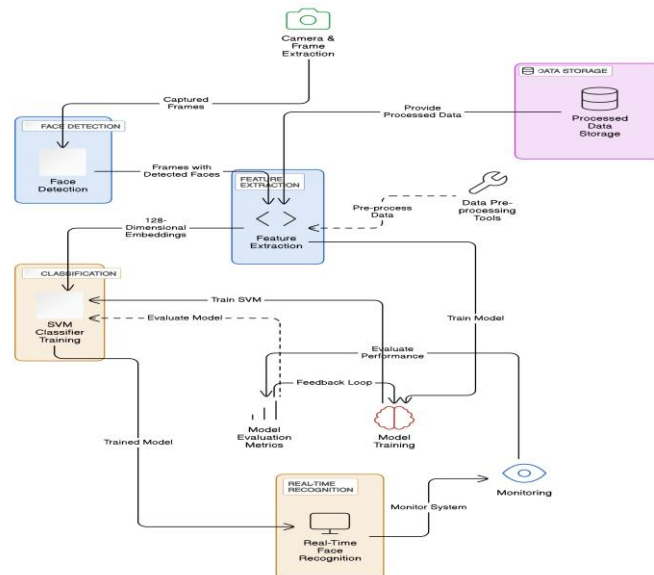 Camera &
Frame
Extraction
DATA STORAGE
Captured
Frames
Provide
Processed Data
Processed
Data
Storage
FACE DETECTION
Face
Detection
Frames with
Detected Faces
FEATURE
EXTRACTION
Feature
Extraction
Pre-process
Data
Data Pre-
processing
Tools
128-
Dimensional
Embeddings
CLASSIFICATION
SVM
Classifier
Training
Train SVM
Evaluate Model
Train Model
Evaluate
Performance
Feedback Loop
Model
Evaluation
Metrics
Model
Training
Trained Model
REAL-TIME
RECOGNITION
Real-Time
Face
Recognition
Monitor System
Monitoring